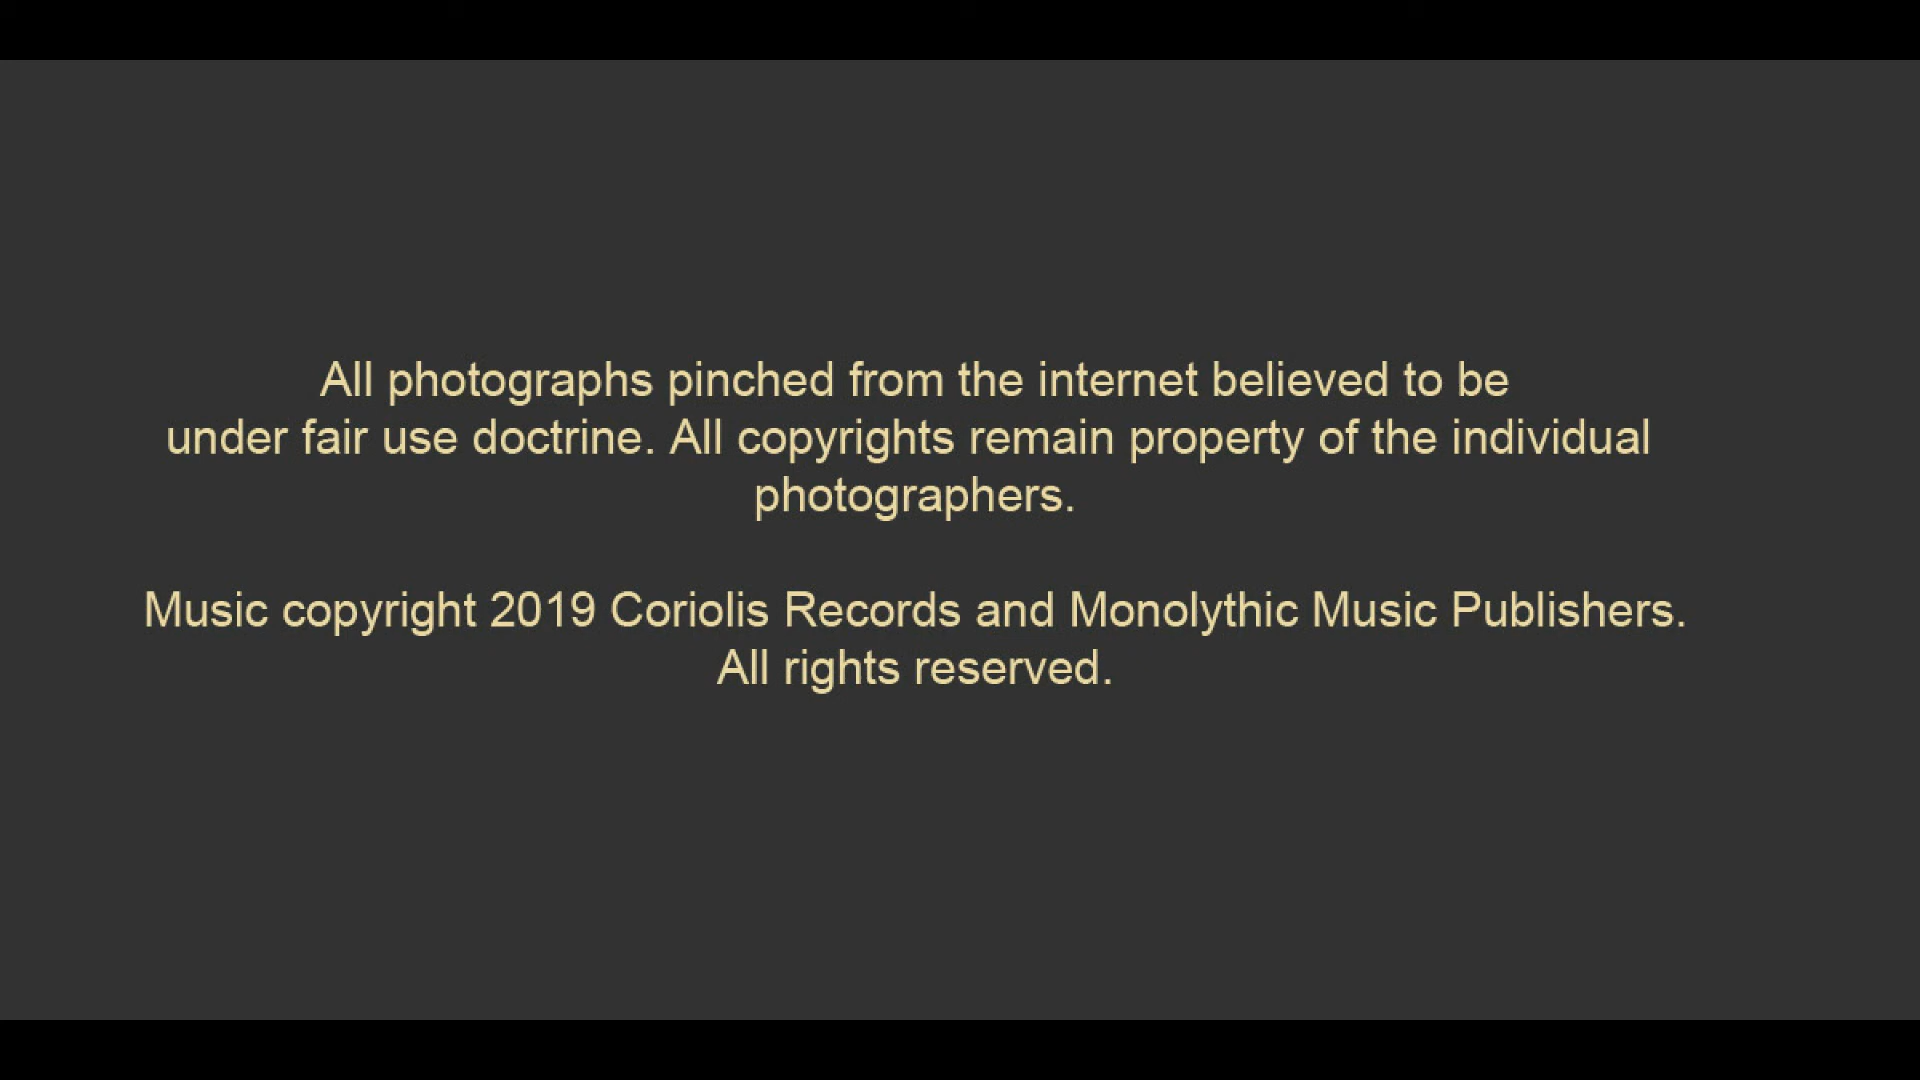 All photographs pinched from the internet believed to be
under fair use doctrine. All copyrights remain property of the individual
photographers.
Music copyright 2019 Coriolis Records and Monolythic Music Publishers.
All rights reserved.